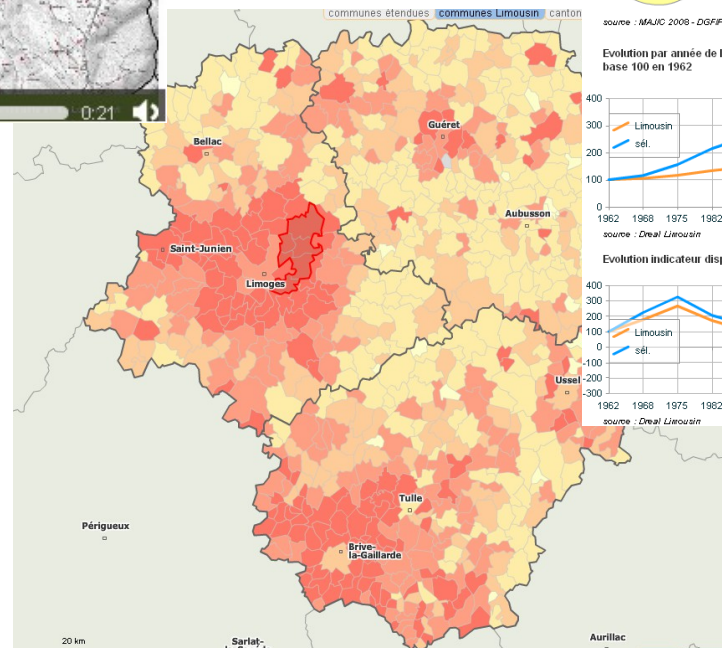 0:21
communes étendues communes Limousin canton
Guéret
Bellac
Aubusson
Saint-Junien
Limoges
Ussel
Tulle
Périgueux
Brive-
la-Gaillarde
20 km
Sarlat-
Aurillac
source : MAJIC 2008 - DGFIP
Evolution par année de l
base 100 en 1962
400
300
200
100
0
Limousin
sél.
1962 1968 1975 1982
source : Dreal Limousin
Evolution indicateur disp
400
300
200
100
0
-100
-200
-300
Limousin
sél.
1962 1968 1975 1982
source : Dreal Limousin